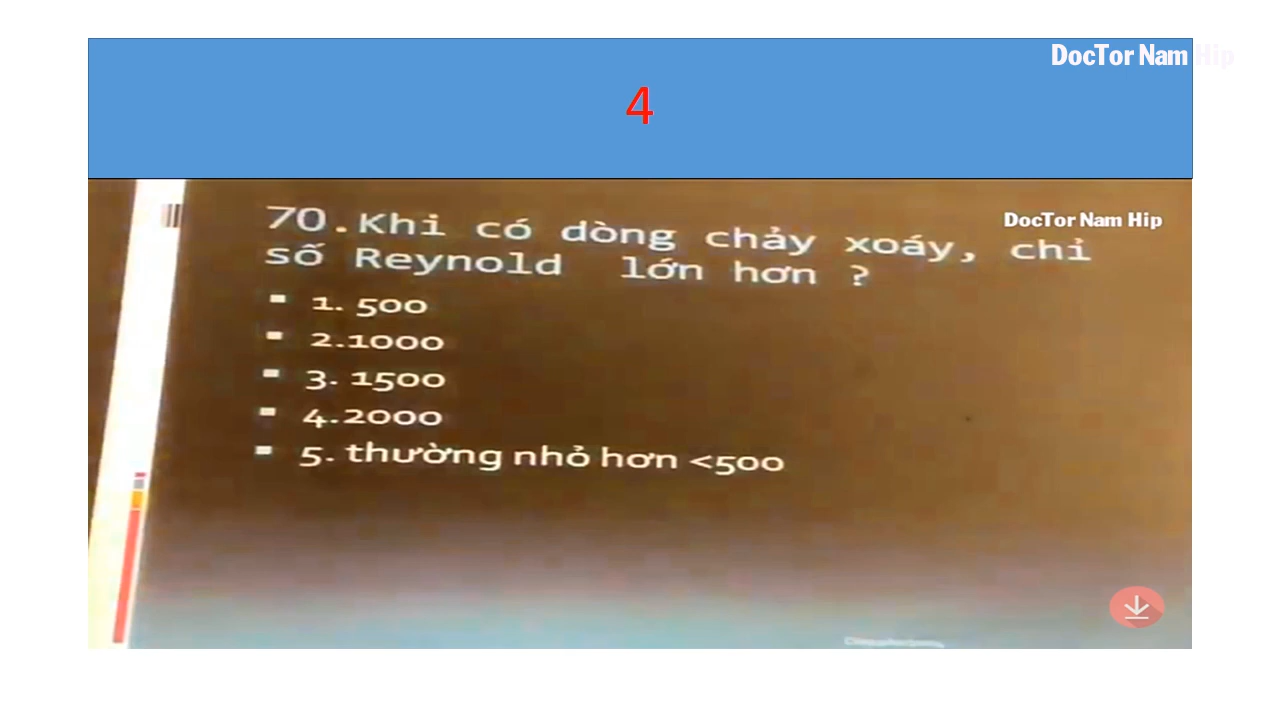 DocTor Nam Hip
4
DocTor Nam Hip
70.Khi có dòng chảy xoáy, chỉ
số Reynold lớn hơn ?
1. 500
2.1000
3. 1500
4.2000
5. thường nhỏ hơn <500